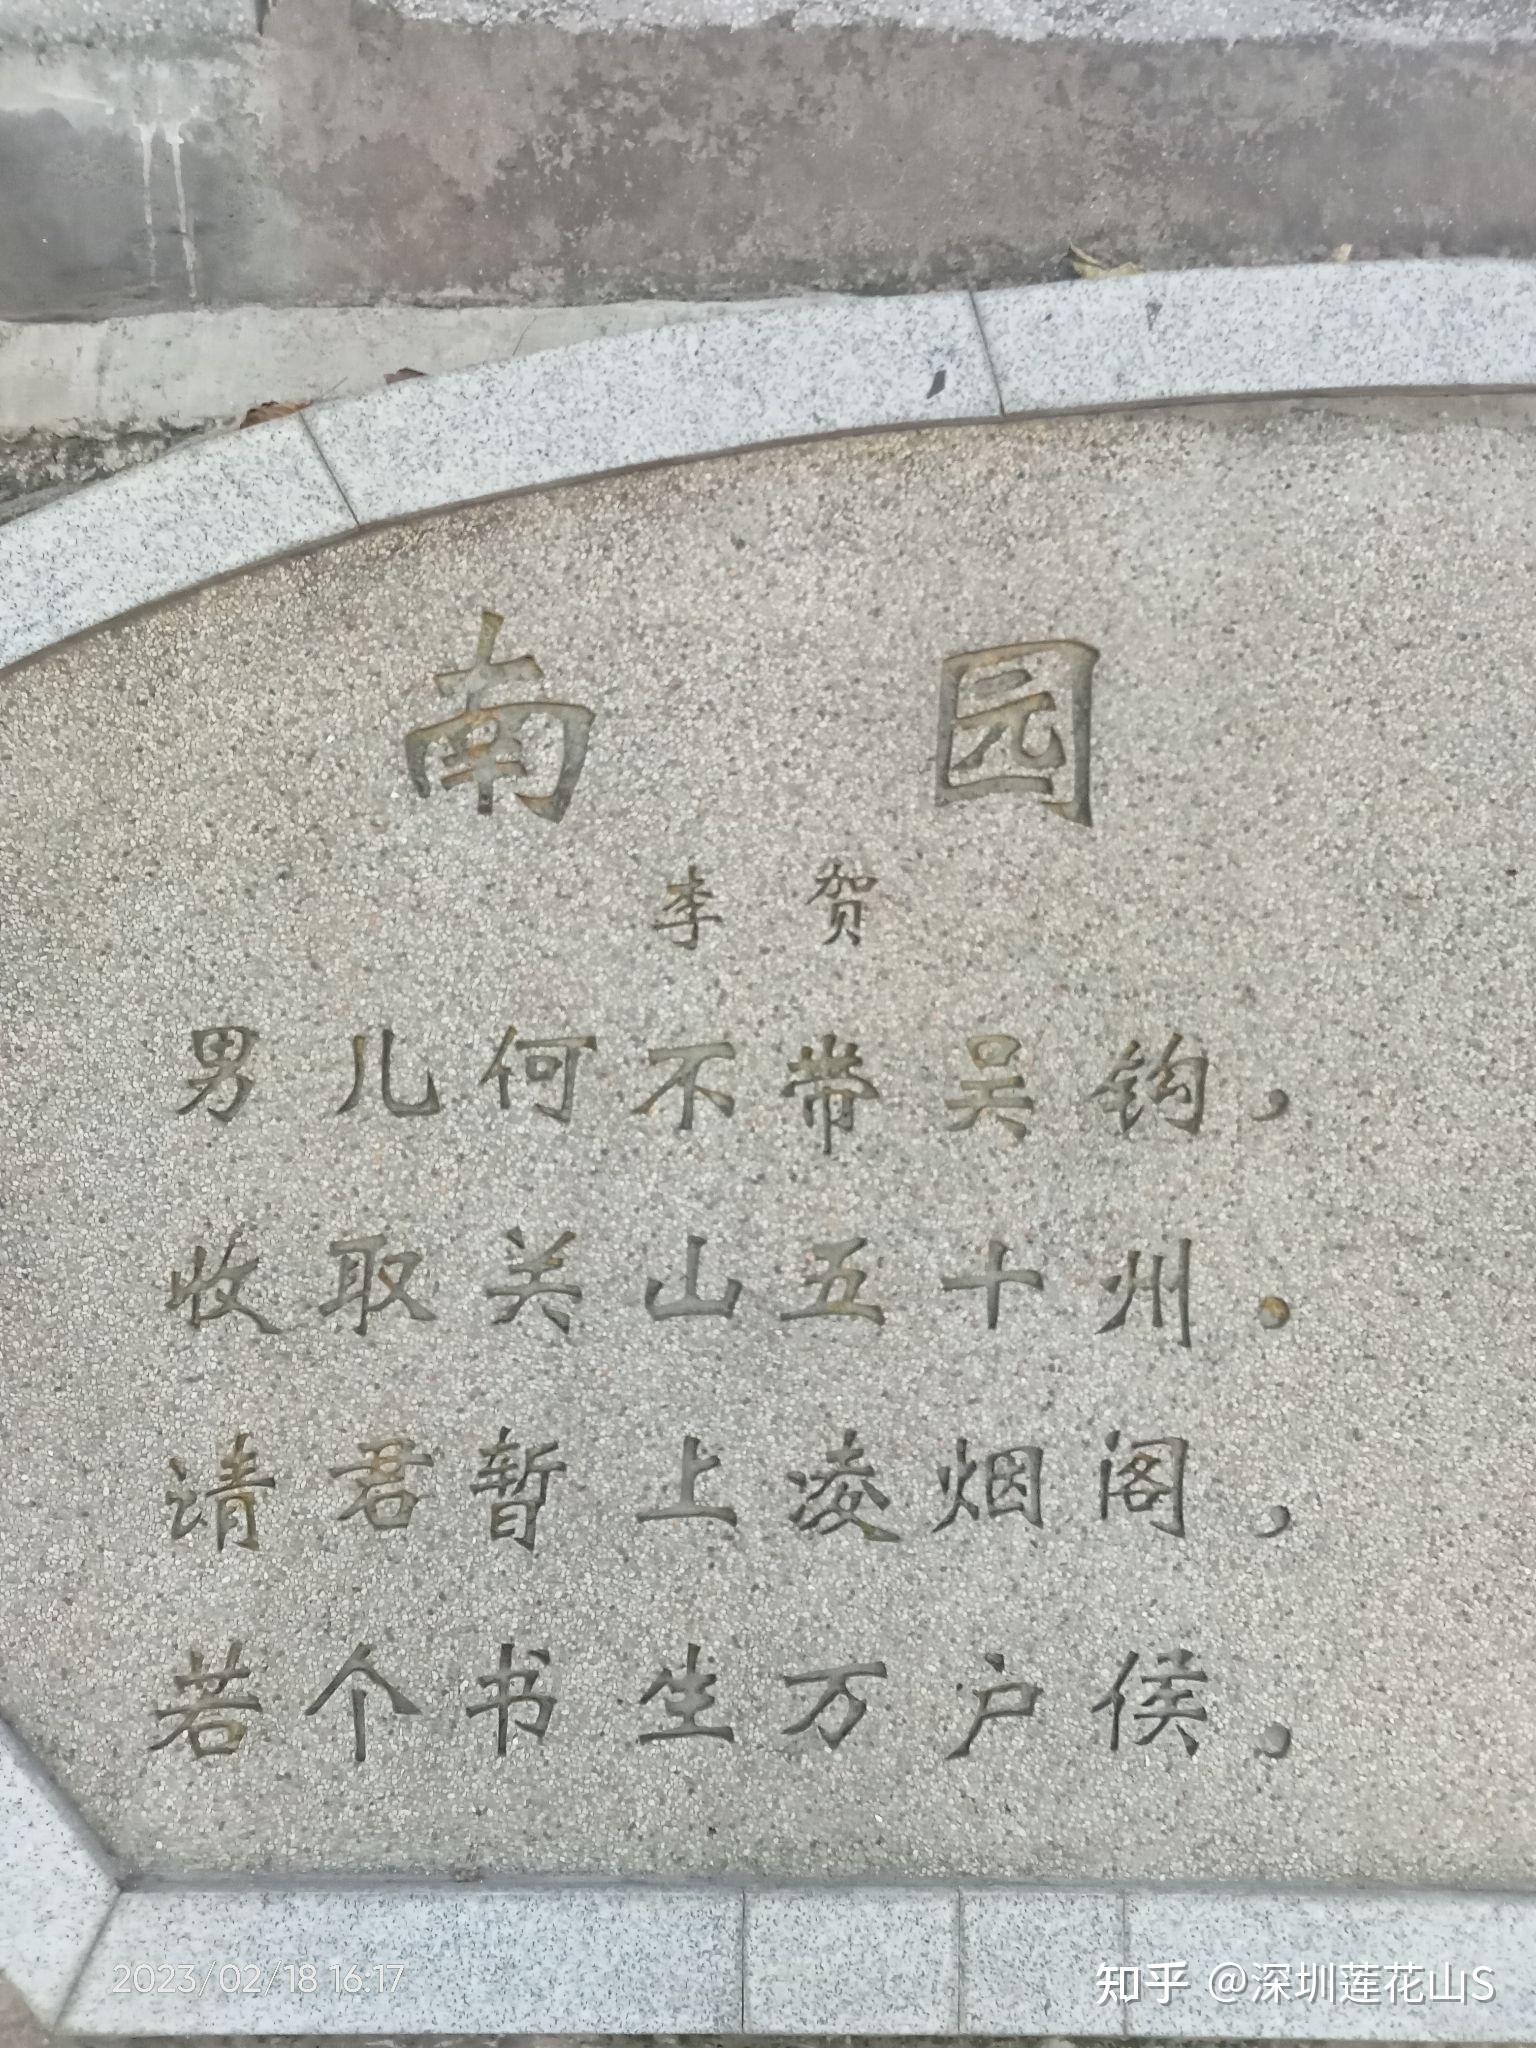 南园
李贺
男儿何不带吴钩，
收取关山五十州.
请君暂上凌烟阁，
若个书生万户侯，
2023/02/18 16:17
知乎 @深圳莲花山S